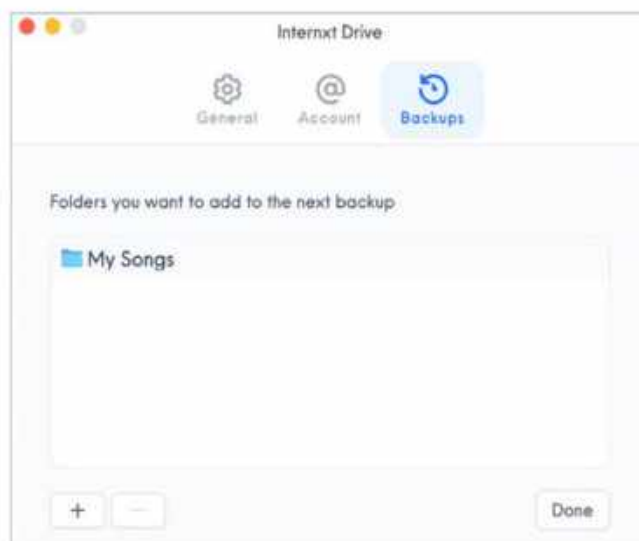 Internxt Drive
General Account Backups
Folders you want to add to the next backup
My Songs
+ − Done